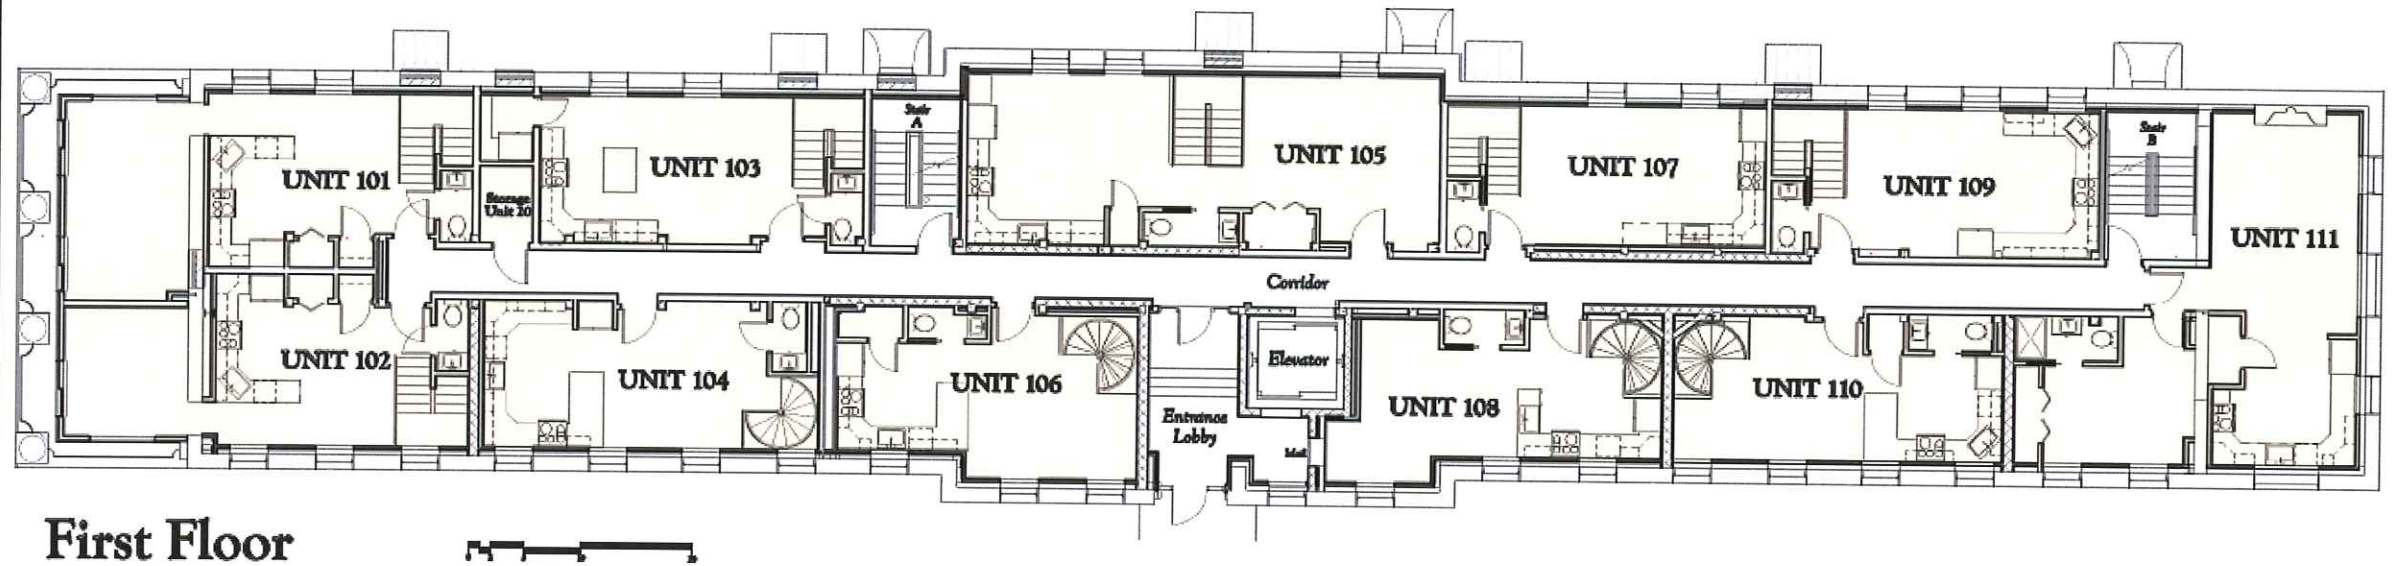 UNIT 101
UNIT 103
Storage
Unit 20
Stair
A
UNIT 105
UNIT 107
UNIT 109
Stair
B
UNIT 111
Corridor
UNIT 102
UNIT 104
UNIT 106
Entrance
Lobby
Elevator
Mail
UNIT 108
UNIT 110
First Floor